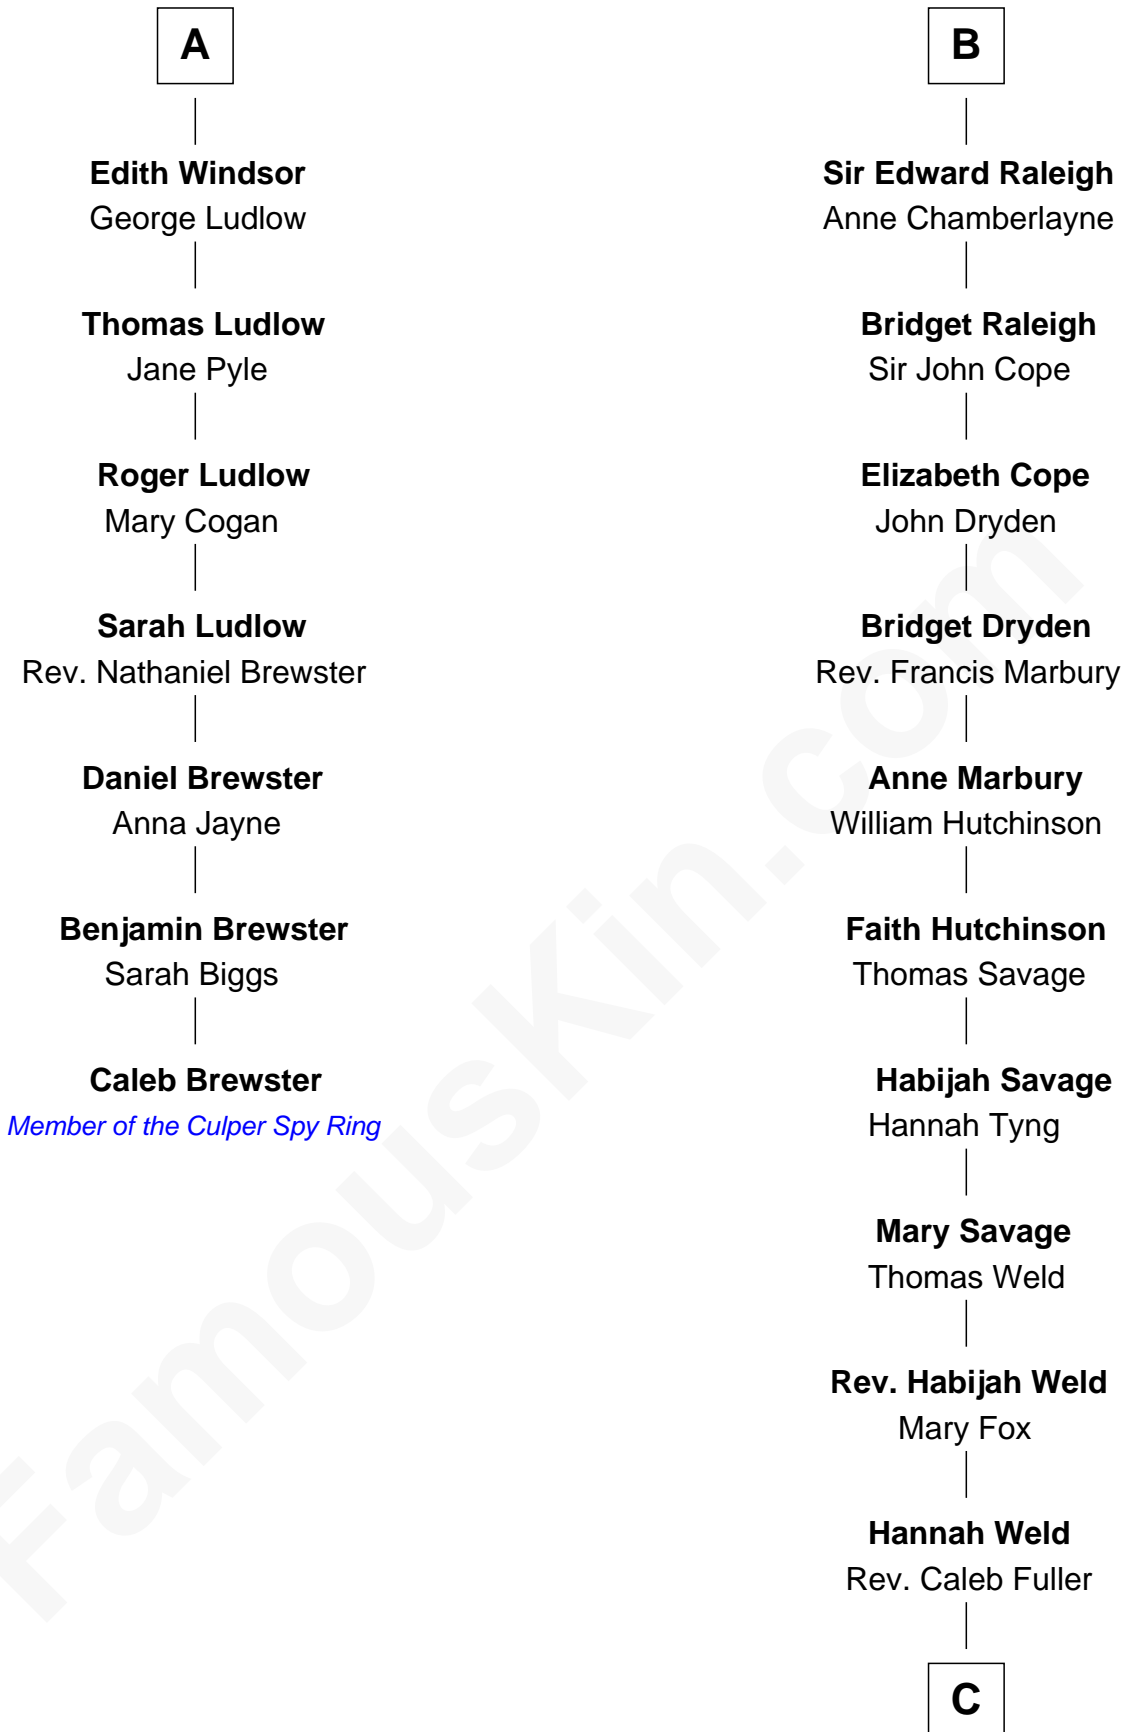 A
Edith Windsor
George Ludlow
Thomas Ludlow
Jane Pyle
Roger Ludlow
Mary Cogan
Sarah Ludlow
Rev. Nathaniel Brewster
Daniel Brewster
Anna Jayne
Benjamin Brewster
Sarah Biggs
Caleb Brewster
Member of the Culper Spy Ring
B
Sir Edward Raleigh
Anne Chamberlayne
Bridget Raleigh
Sir John Cope
Elizabeth Cope
John Dryden
Bridget Dryden
Rev. Francis Marbury
Anne Marbury
William Hutchinson
Faith Hutchinson
Thomas Savage
Habijah Savage
Hannah Tyng
Mary Savage
Thomas Weld
Rev. Habijah Weld
Mary Fox
Hannah Weld
Rev. Caleb Fuller
C
FamousKin.com